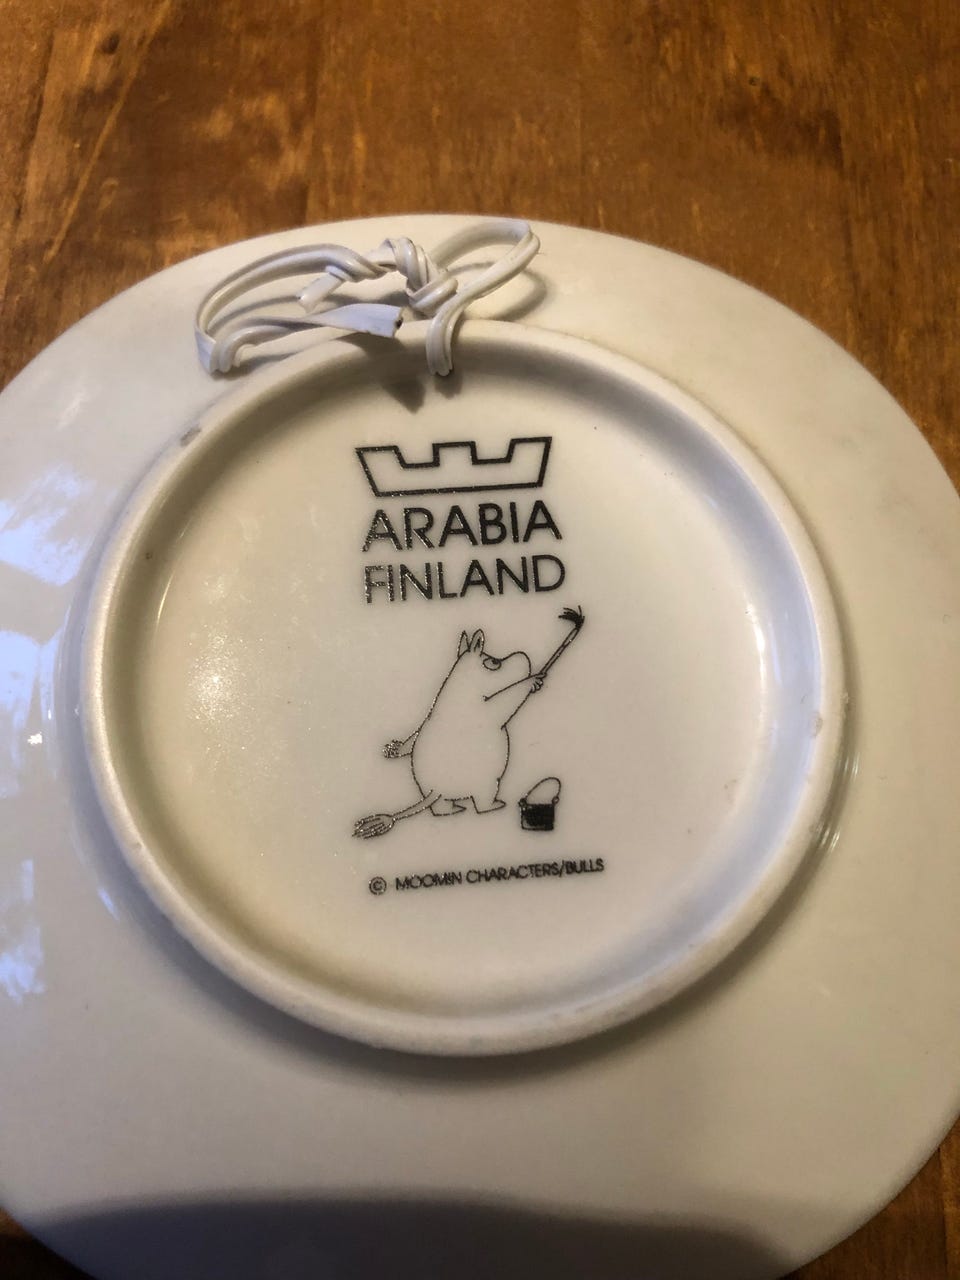 ARABIA
FINLAND
© MOOMIN CHARACTERS/BULLS